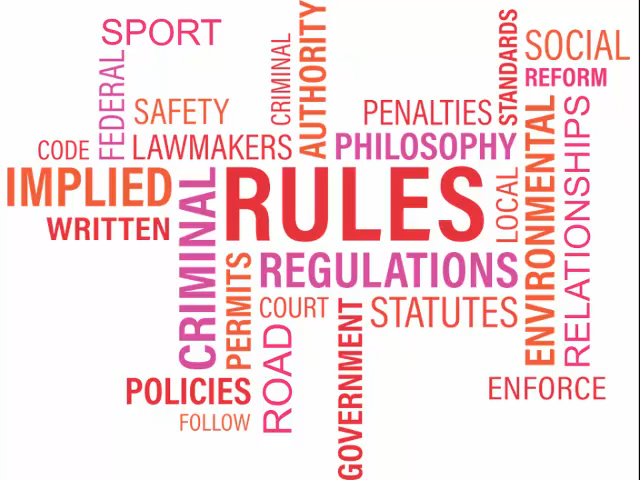 SPORT
FEDERAL
CRIMINAL
AUTHORITY
STANDARDS
SOCIAL
REFORM
SAFETY
PENALTIES
CODE
LAWMAKERS
PHILOSOPHY
ENVIRONMENTAL
RELATIONSHIPS
IMPLIED
CRIMINAL
RULES
LOCAL
WRITTEN
PERMITS
REGULATIONS
COURT
STATUTES
GOVERNMENT
ROAD
POLICIES
ENFORCE
FOLLOW